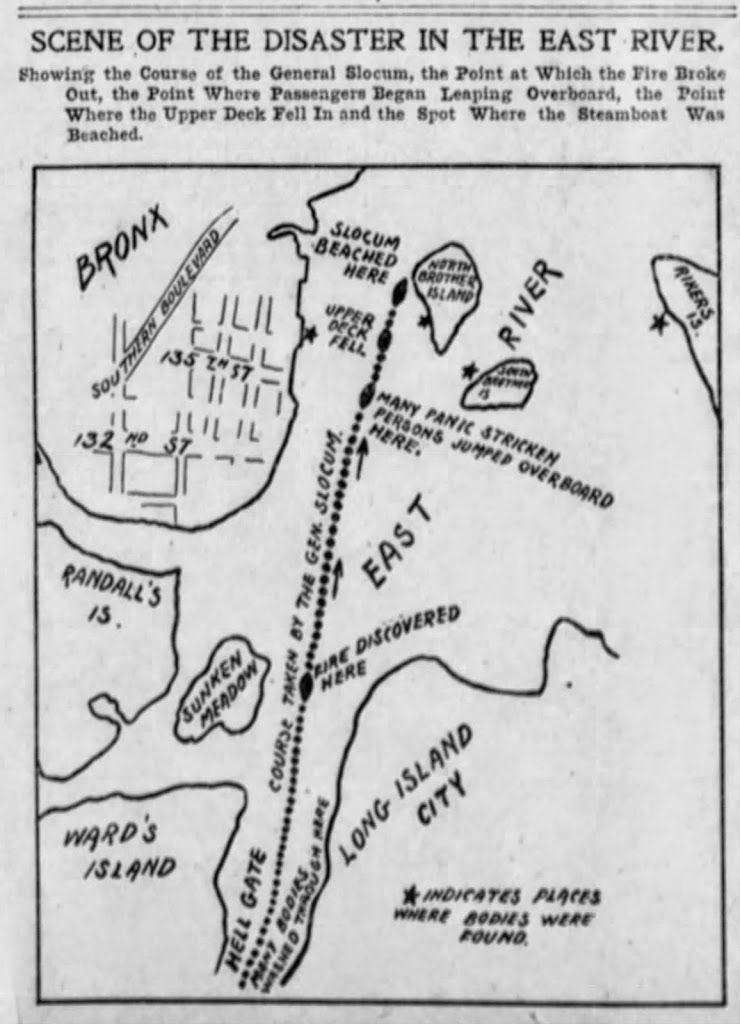 SCENE OF THE DISASTER IN THE EAST RIVER.
Showing the Course of the General Slocum, the Point at Which the Fire Broke
Out, the Point Where Passengers Began Leaping Overboard, the Point
Where the Upper Deck Fell In and the Spot Where the Steamboat Was
Beached.
BRONX
SOUTHERN BOULEVARD
135 TH ST
132 ND ST
SLOCUM
BEACHED
HERE
NORTH
BROTHER
ISLAND
UPPER
DECK
FELL
RIVER
RIKERS
IS.
SOUTH
BROTHER
IS
MANY PANIC STRICKEN
PERSONS JUMPED OVERBOARD
HERE.
COURSE TAKEN BY THE GEN. SLOCUM.
EAST
RANDALL'S
IS.
SUNKEN
MEADOW
FIRE DISCOVERED
HERE
LONG ISLAND
CITY
WARD'S
ISLAND
HELL GATE
MANY BODIES
WASHED THROUGH HERE
INDICATES PLACES
WHERE BODIES WERE
FOUND.